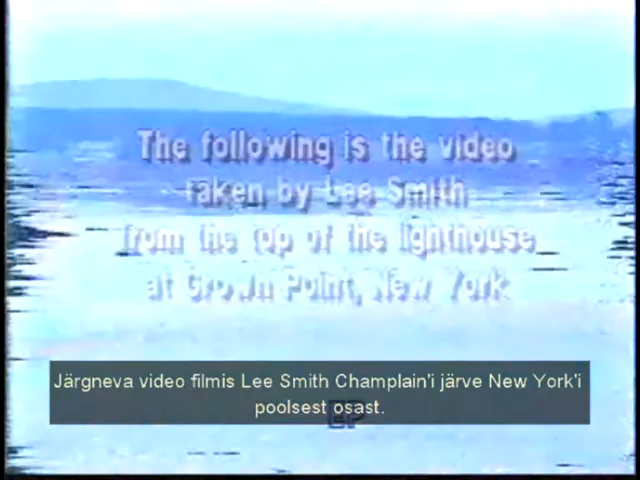 The following is the video
taken by Lee Smith
from the top of the lighthouse
at Crown Point, New York
Järgneva video filmis Lee Smith Champlain'i järve New York'i
poolsest osast.
EP